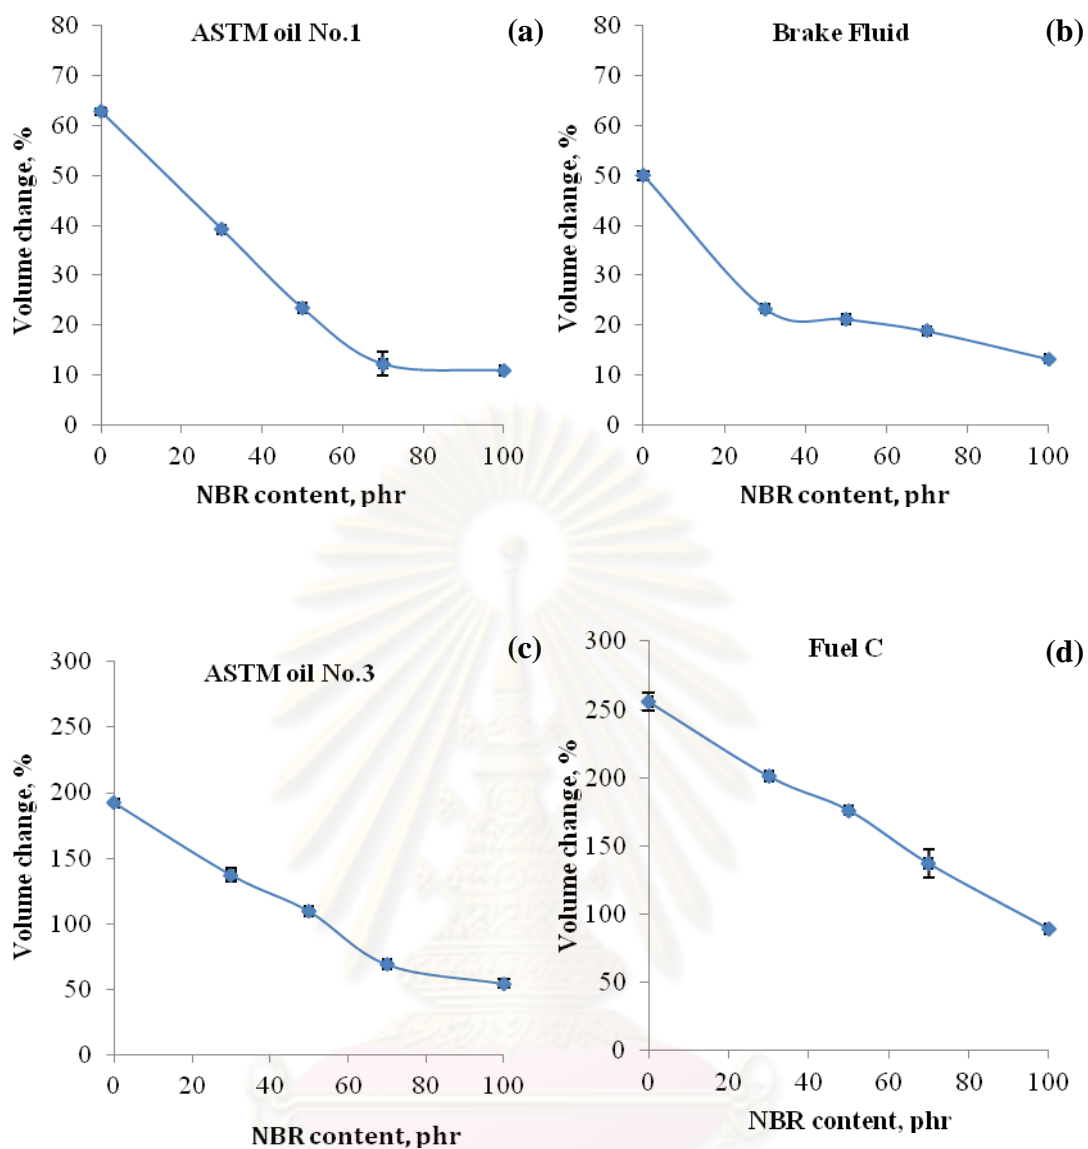 ASTM oil No.1
(a)
Volume change, %
80
70
60
50
40
30
20
10
0
0 20 40 60 80 100
NBR content, phr
Brake Fluid
(b)
Volume change, %
80
70
60
50
40
30
20
10
0
0 20 40 60 80 100
NBR content, phr
ASTM oil No.3
(c)
Volume change, %
300
250
200
150
100
50
0
0 20 40 60 80 100
NBR content, phr
Fuel C
(d)
Volume change, %
300
250
200
150
100
50
0
0 20 40 60 80 100
NBR content, phr